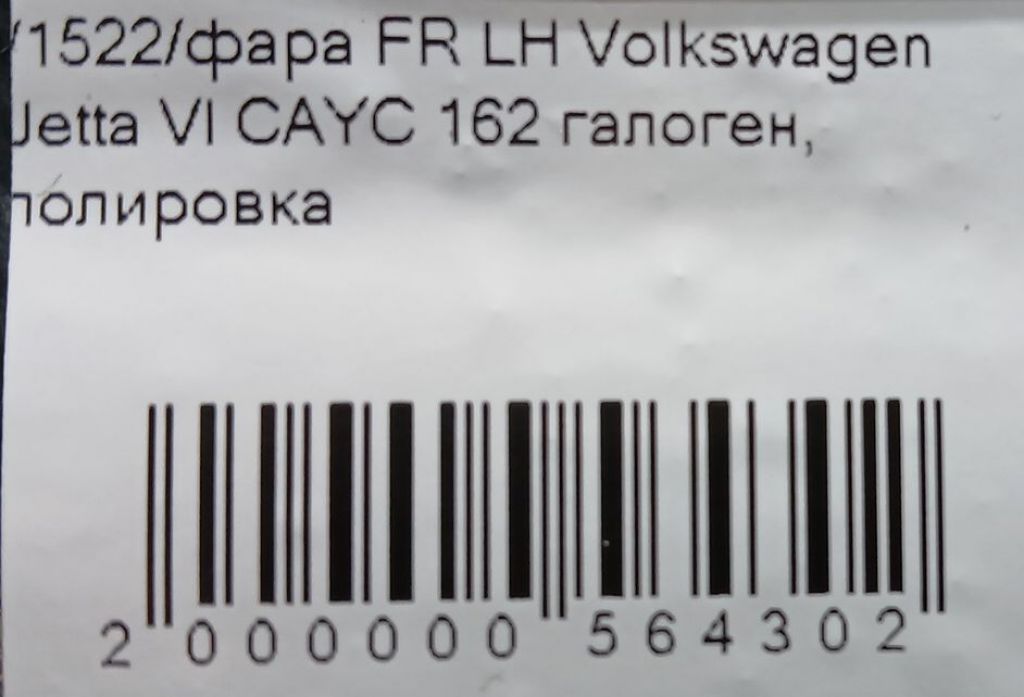 /1522/фара FR LH Volkswagen
Jetta VI CAYC 162 галоген,
полировка
2 000000 564302